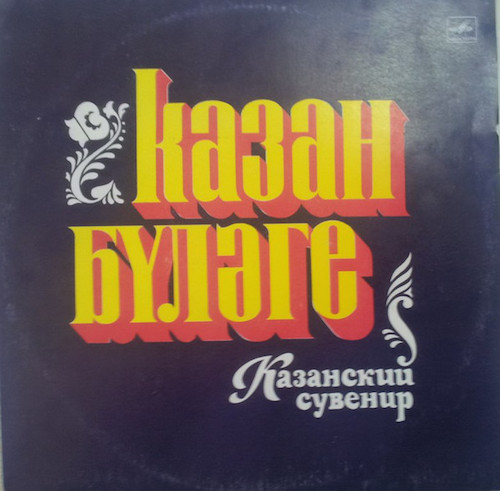 Казан
бүләге
Казанский
сувенир